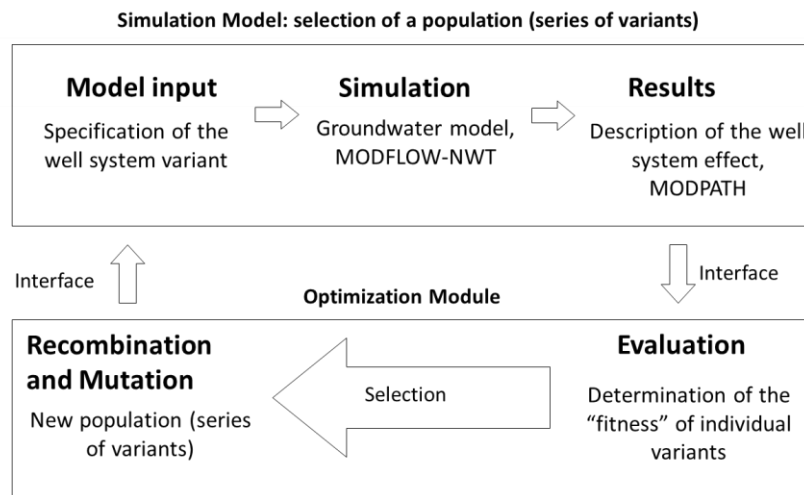 Simulation Model: selection of a population (series of variants)
Model input
Specification of the
well system variant
Simulation
Groundwater model,
MODFLOW-NWT
Results
Description of the well
system effect,
MODPATH
Interface
Interface
Optimization Module
Recombination
and Mutation
New population (series
of variants)
Selection
Evaluation
Determination of the
“fitness” of individual
variants